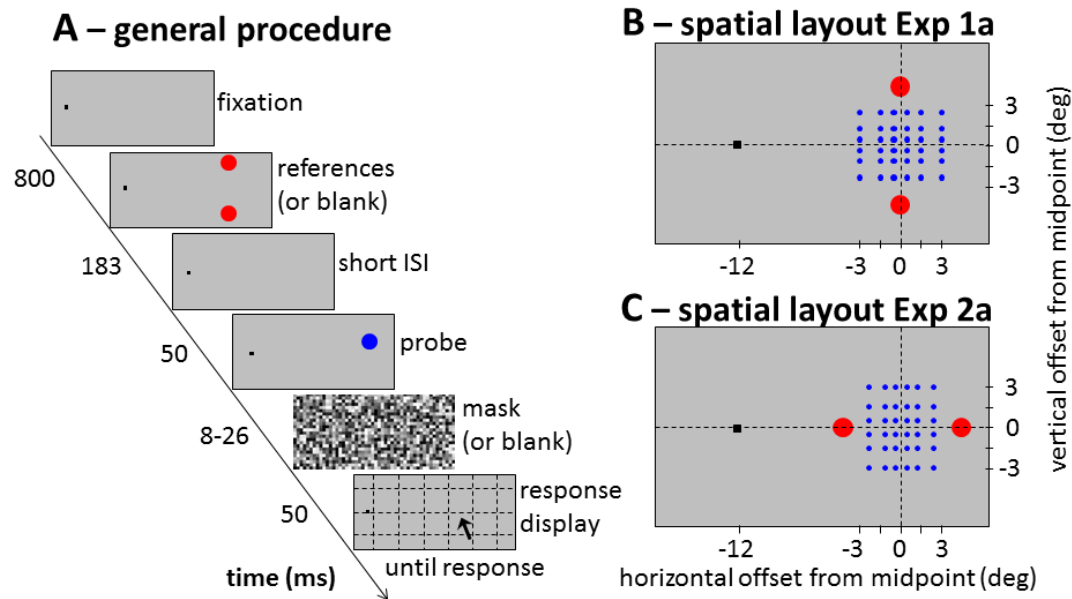 A – general procedure
fixation
800
references
(or blank)
183
short ISI
50
probe
8-26
mask
(or blank)
50
response
display
time (ms)
until response
B – spatial layout Exp 1a
3
0
-3
-12
-3
0
3
C – spatial layout Exp 2a
3
0
-3
-12
-3
0
3
horizontal offset from midpoint (deg)
vertical offset from midpoint (deg)